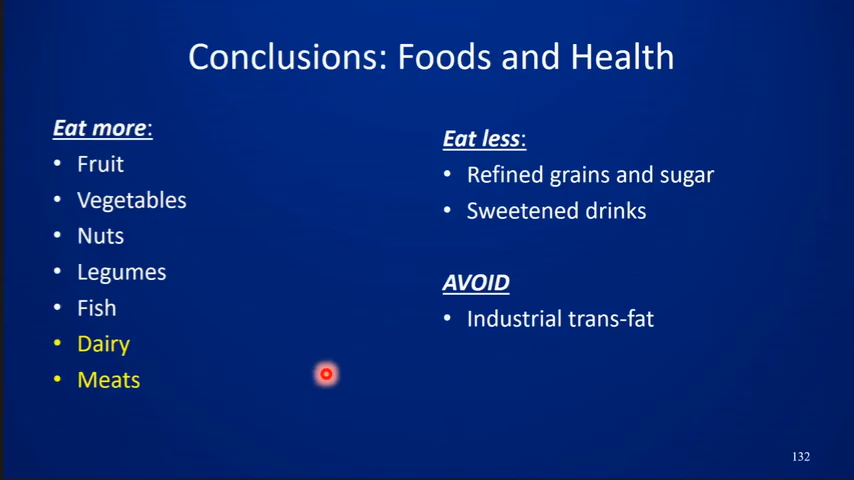 Conclusions: Foods and Health
Eat more:
• Fruit
• Vegetables
• Nuts
• Legumes
• Fish
• Dairy
• Meats
Eat less:
• Refined grains and sugar
• Sweetened drinks
AVOID
• Industrial trans-fat
132